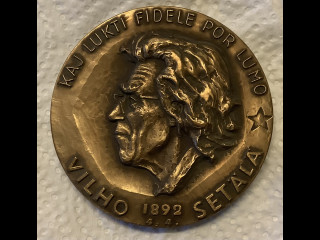 KAJ LUKTI FIDELE POR LUMO
VILHO SETÄLÄ
1892